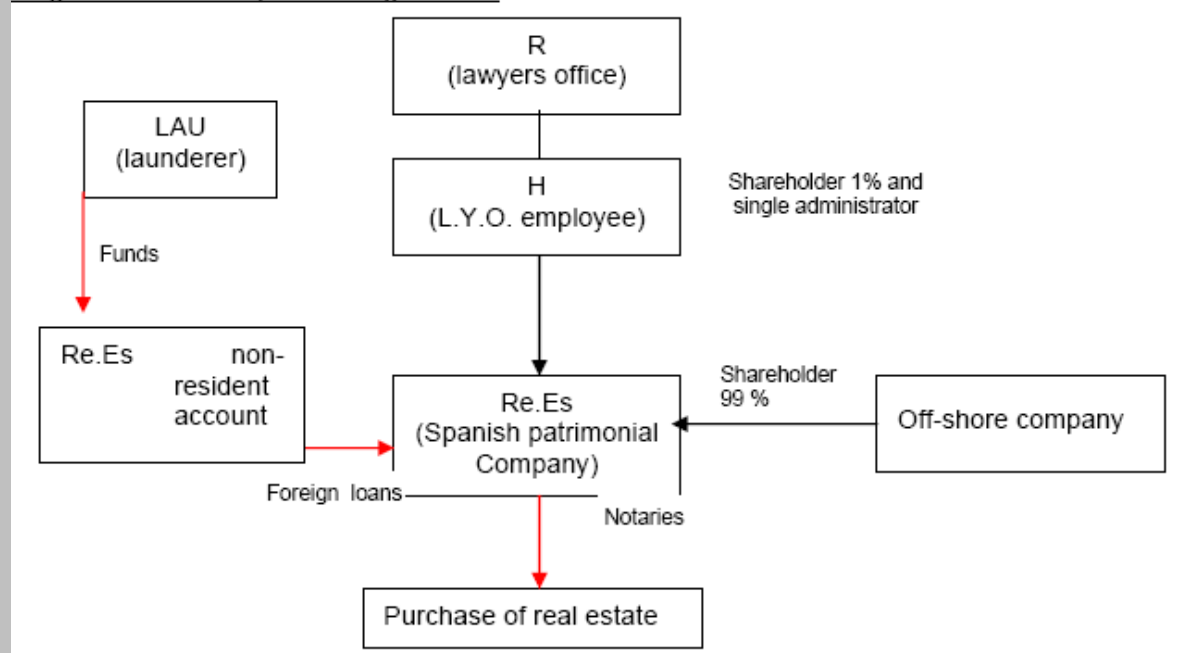 R
(lawyers office)
LAU
(launderer)
H
(L.Y.O. employee)
Shareholder 1% and
single administrator
Funds
Re.Es non-
resident
account
Shareholder
99 %
Re.Es
(Spanish patrimonial
Company)
Off-shore company
Foreign loans
Notaries
Purchase of real estate